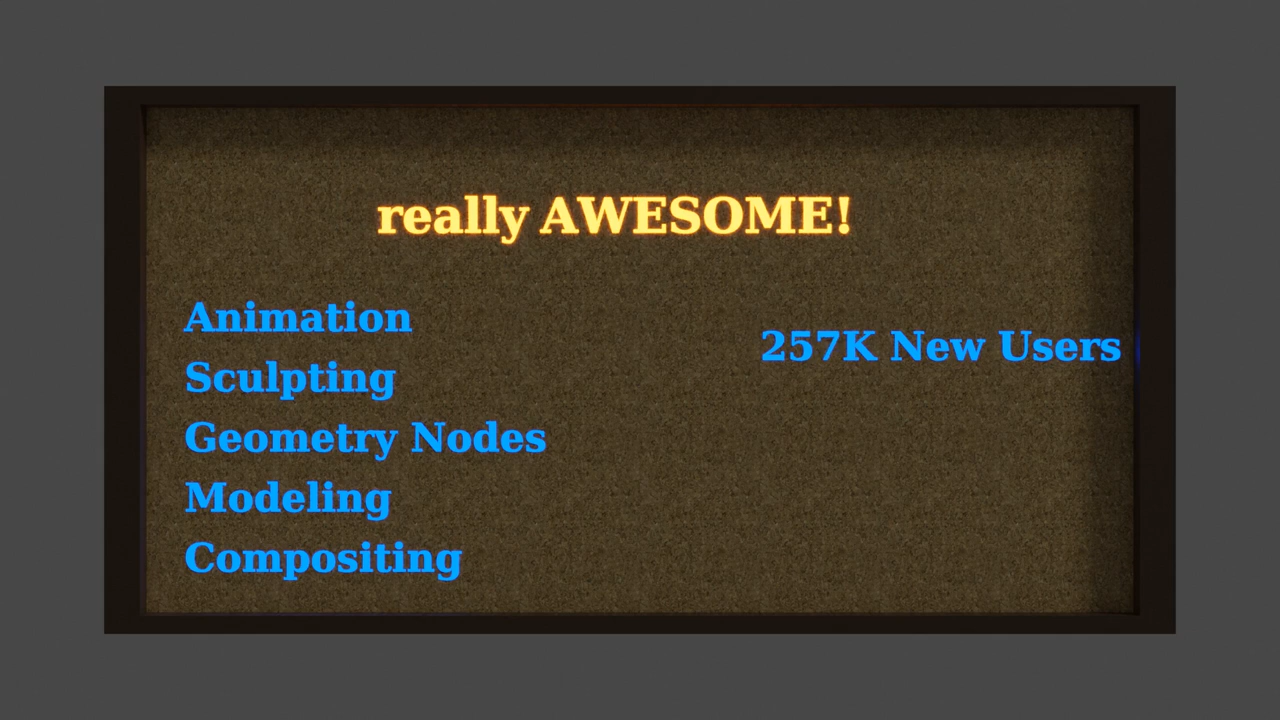 really AWESOME!
Animation
Sculpting
Geometry Nodes
Modeling
Compositing
257K New Users